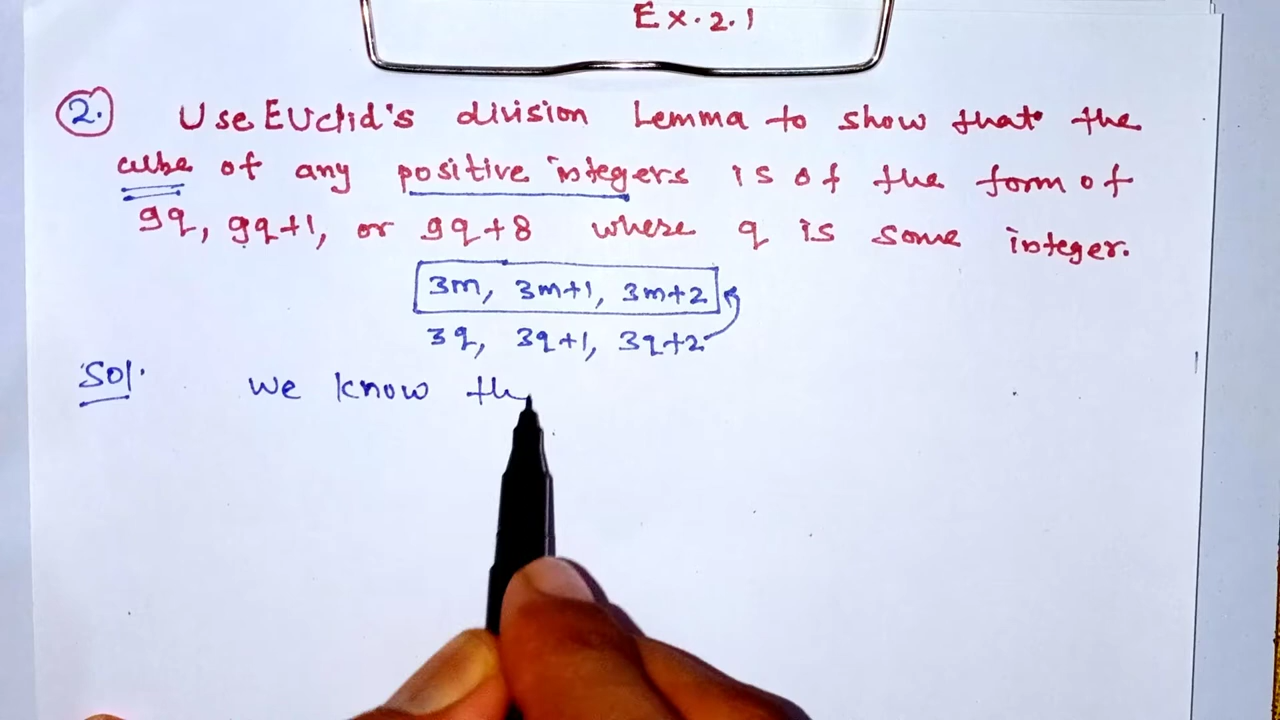 Ex. 2.1
2. Use Euclid's division Lemma to show that the
cube of any positive integers is of the form of
9q, 9q+1, or 9q+8 where q is some integer.
3m, 3m+1, 3m+2
3q, 3q+1, 3q+2
Sol. We know th